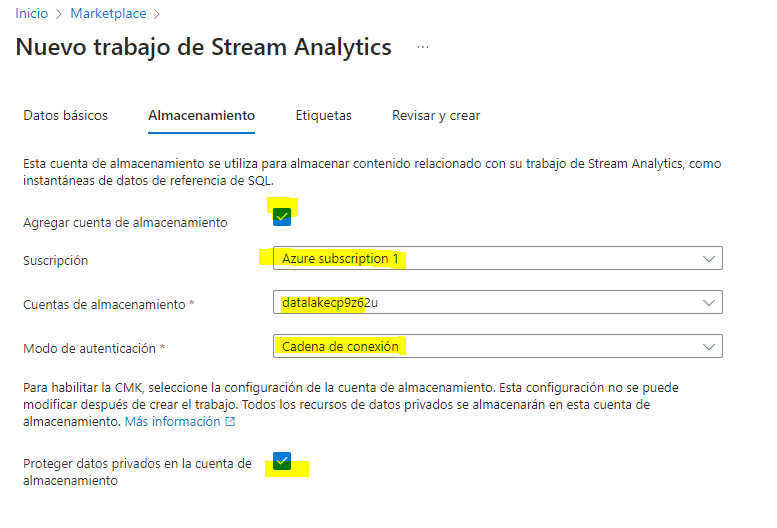 Inicio > Marketplace >
Nuevo trabajo de Stream Analytics ...
Datos básicos Almacenamiento Etiquetas Revisar y crear
Esta cuenta de almacenamiento se utiliza para almacenar contenido relacionado con su trabajo de Stream Analytics, como
instantáneas de datos de referencia de SQL.
Agregar cuenta de almacenamiento
Suscripción Azure subscription 1
Cuentas de almacenamiento * datalakecp9z62u
Modo de autenticación * Cadena de conexión
Para habilitar la CMK, seleccione la configuración de la cuenta de almacenamiento. Esta configuración no se puede
modificar después de crear el trabajo. Todos los recursos de datos privados se almacenarán en esta cuenta de
almacenamiento. Más información
Proteger datos privados en la cuenta de
almacenamiento